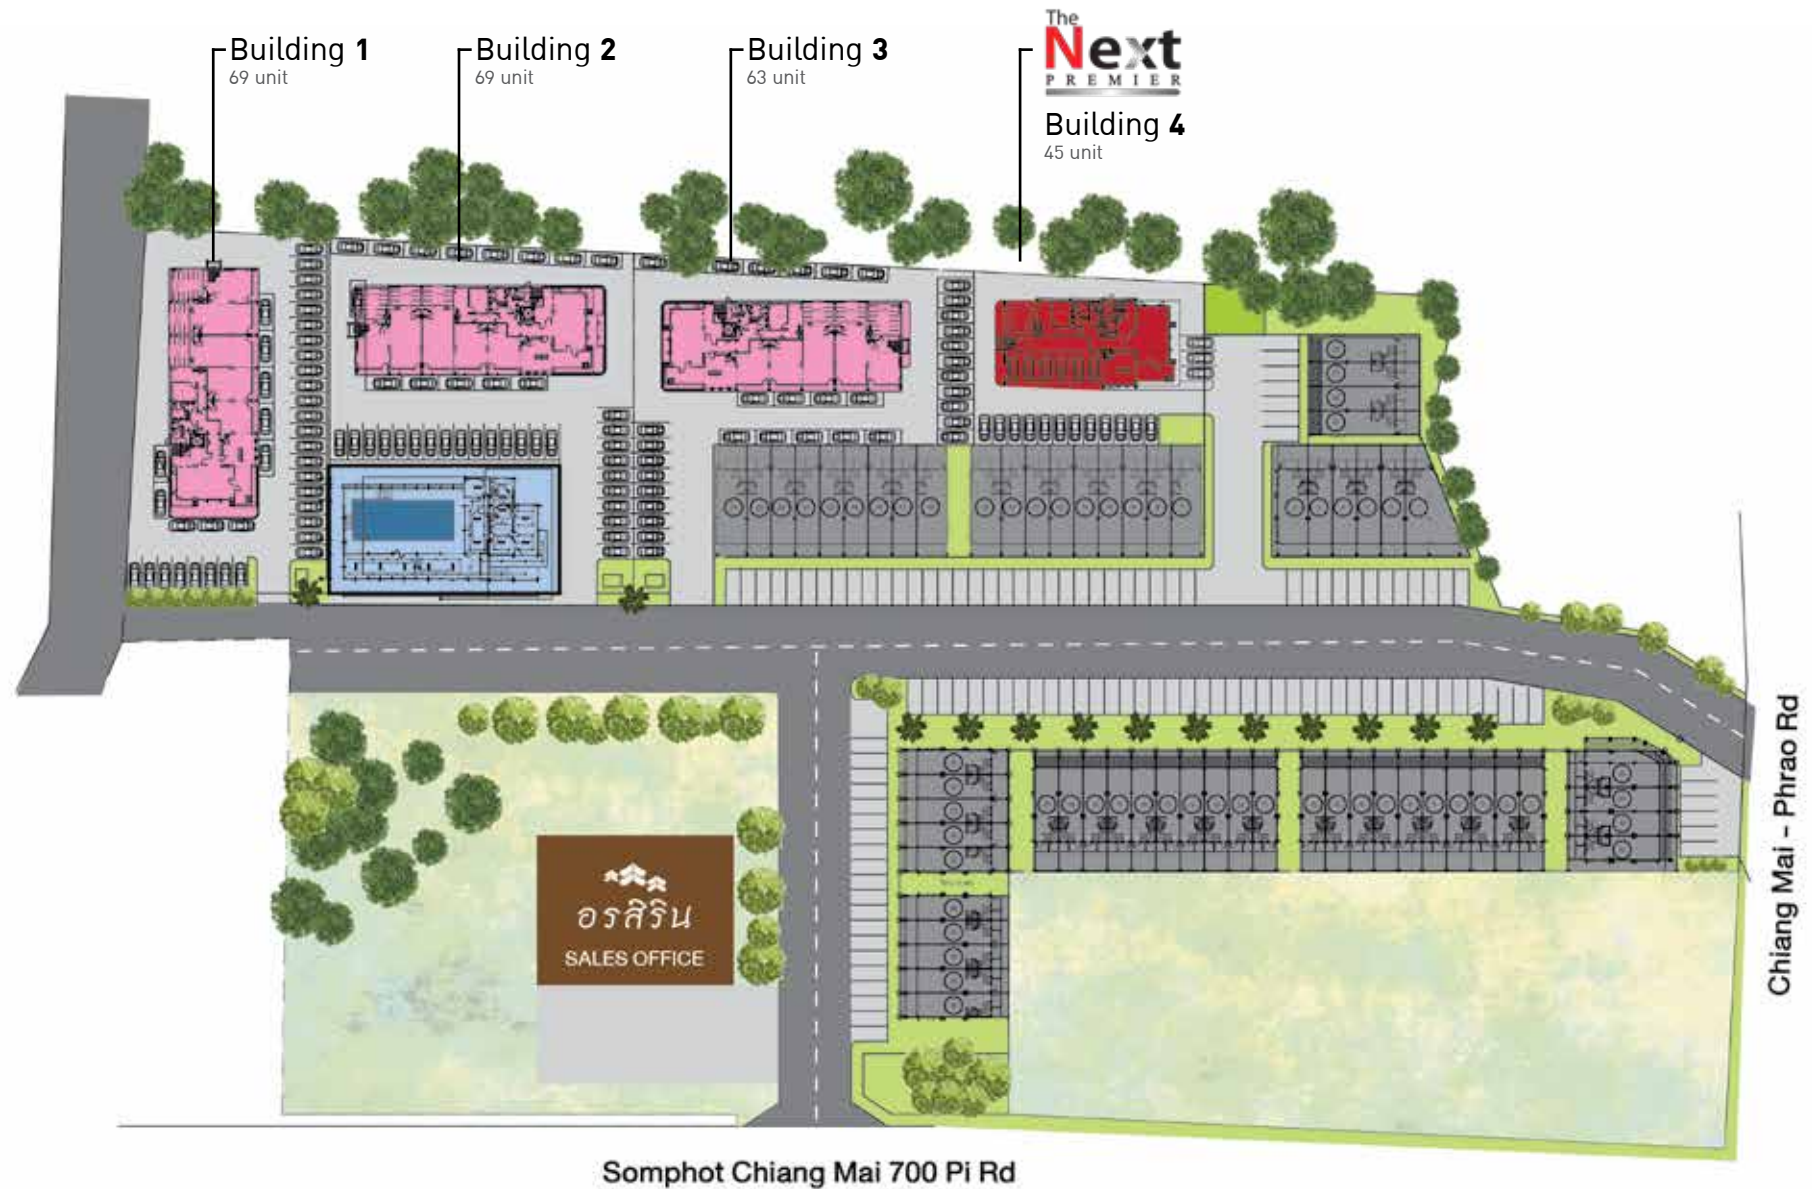 Building 1
69 unit
Building 2
69 unit
Building 3
63 unit
The
Next
PREMIER
Building 4
45 unit
อรสิริน
SALES OFFICE
Chiang Mai - Phrao Rd
Somphot Chiang Mai 700 Pi Rd